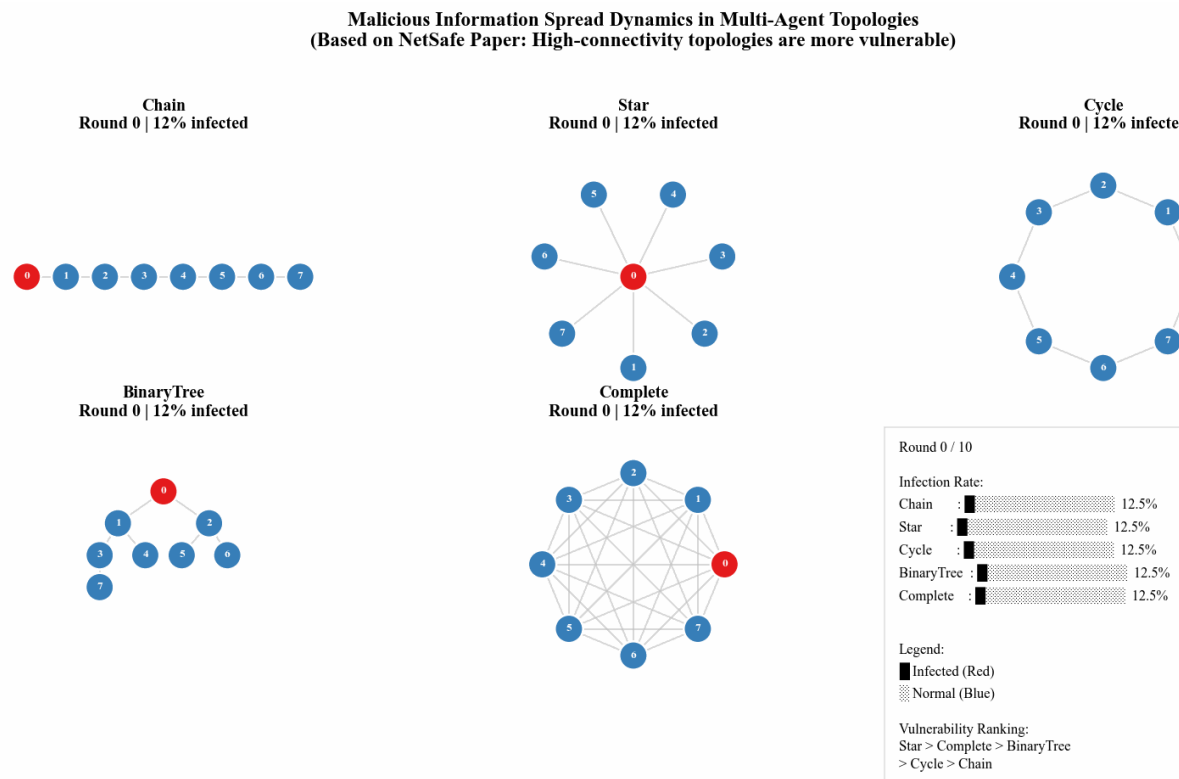 Malicious Information Spread Dynamics in Multi-Agent Topologies
(Based on NetSafe Paper: High-connectivity topologies are more vulnerable)
Chain
Round 0 | 12% infected
0 1 2 3 4 5 6 7
Star
Round 0 | 12% infected
5 4
6 3
0
7 2
1
Cycle
Round 0 | 12% infecte
2
3 1
4
5 7
6
BinaryTree
Round 0 | 12% infected
0
1 2
3 4 5 6
7
Complete
Round 0 | 12% infected
2
3 1
4 0
5 7
6
Round 0 / 10
Infection Rate:
Chain : 12.5%
Star : 12.5%
Cycle : 12.5%
BinaryTree : 12.5%
Complete : 12.5%
Legend:
Infected (Red)
Normal (Blue)
Vulnerability Ranking:
Star > Complete > BinaryTree
> Cycle > Chain